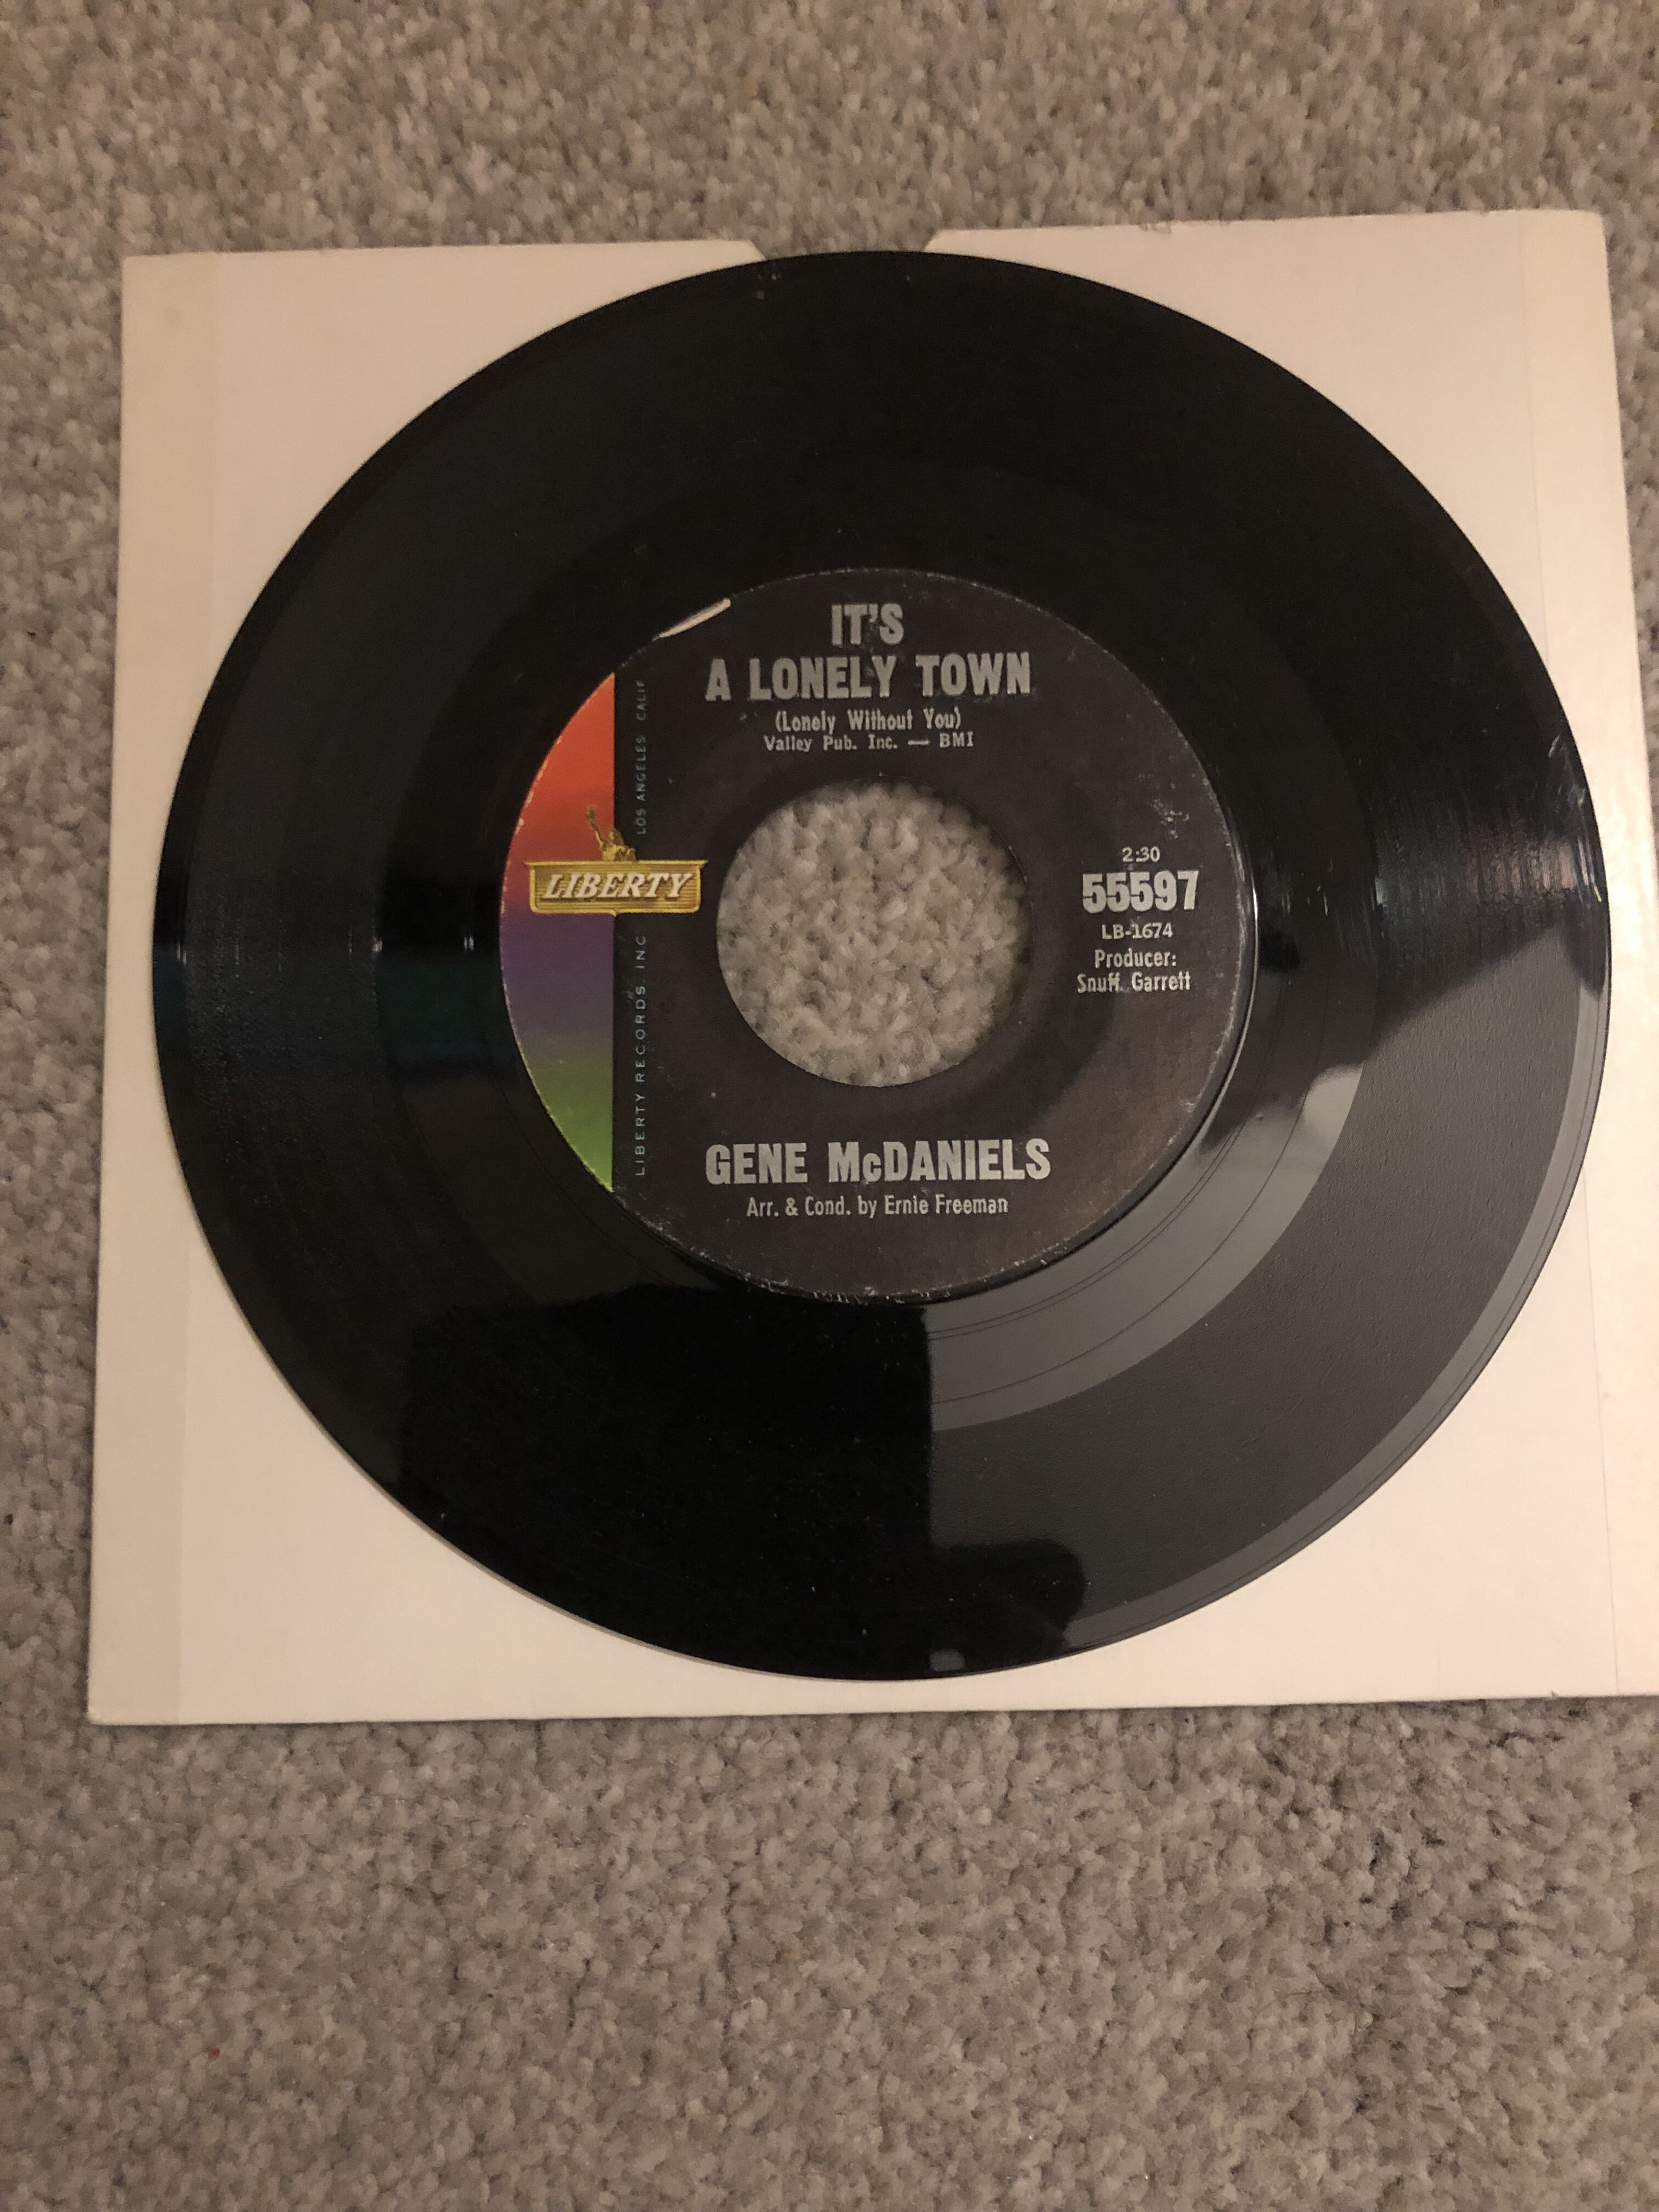 IT'S
A LONELY TOWN
(Lonely Without You)
Valley Pub. Inc. — BMI
LIBERTY RECORDS, INC LOS ANGELES CALIF
LIBERTY
2:30
55597
LB-1674
Producer:
Snuff Garrett
GENE McDANIELS
Arr. & Cond. by Ernie Freeman